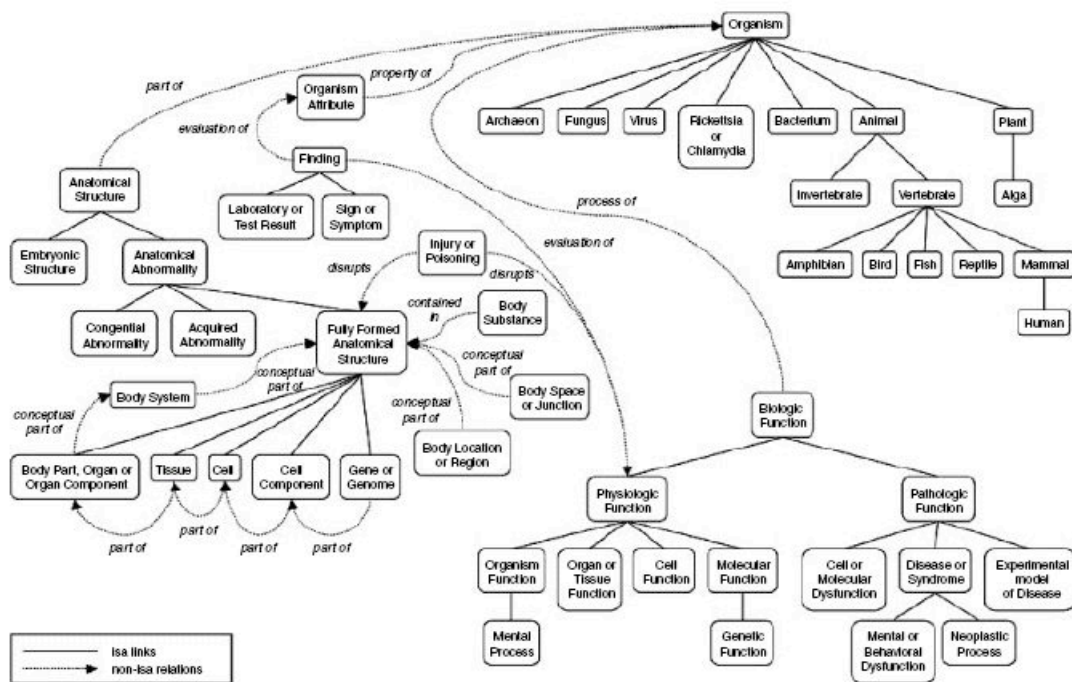 Organism
part of
Organism
Attribute
property of
evaluation of
Archaeon
Fungus
Virus
Rickettsia
or
Chlamydia
Bacterium
Animal
Plant
Finding
Anatomical
Structure
Laboratory or
Test Result
Sign or
Symptom
Invertebrate
Vertebrate
Alga
process of
Embryonic
Structure
Anatomical
Abnormality
Injury or
Poisoning
evaluation of
disrupts
disrupts
Amphibian
Bird
Fish
Reptile
Mammal
Human
Congential
Abnormality
Acquired
Abnormality
Fully Formed
Anatomical
Structure
contained
in
Body
Substance
conceptual
part of
Body System
conceptual
part of
Body Space
or Junction
conceptual
part of
conceptual
part of
Body Location
or Region
Biologic
Function
Body Part, Organ or
Organ Component
Tissue
Cell
Cell
Component
Gene or
Genome
part of
part of
part of
part of
Physiologic
Function
Pathologic
Function
Organism
Function
Organ or
Tissue
Function
Cell
Function
Molecular
Function
Cell or
Molecular
Dysfunction
Disease or
Syndrome
Experimental
model
of Disease
Mental
Process
Genetic
Function
Mental or
Behavioral
Dysfunction
Neoplastic
Process
isa links
non-isa relations